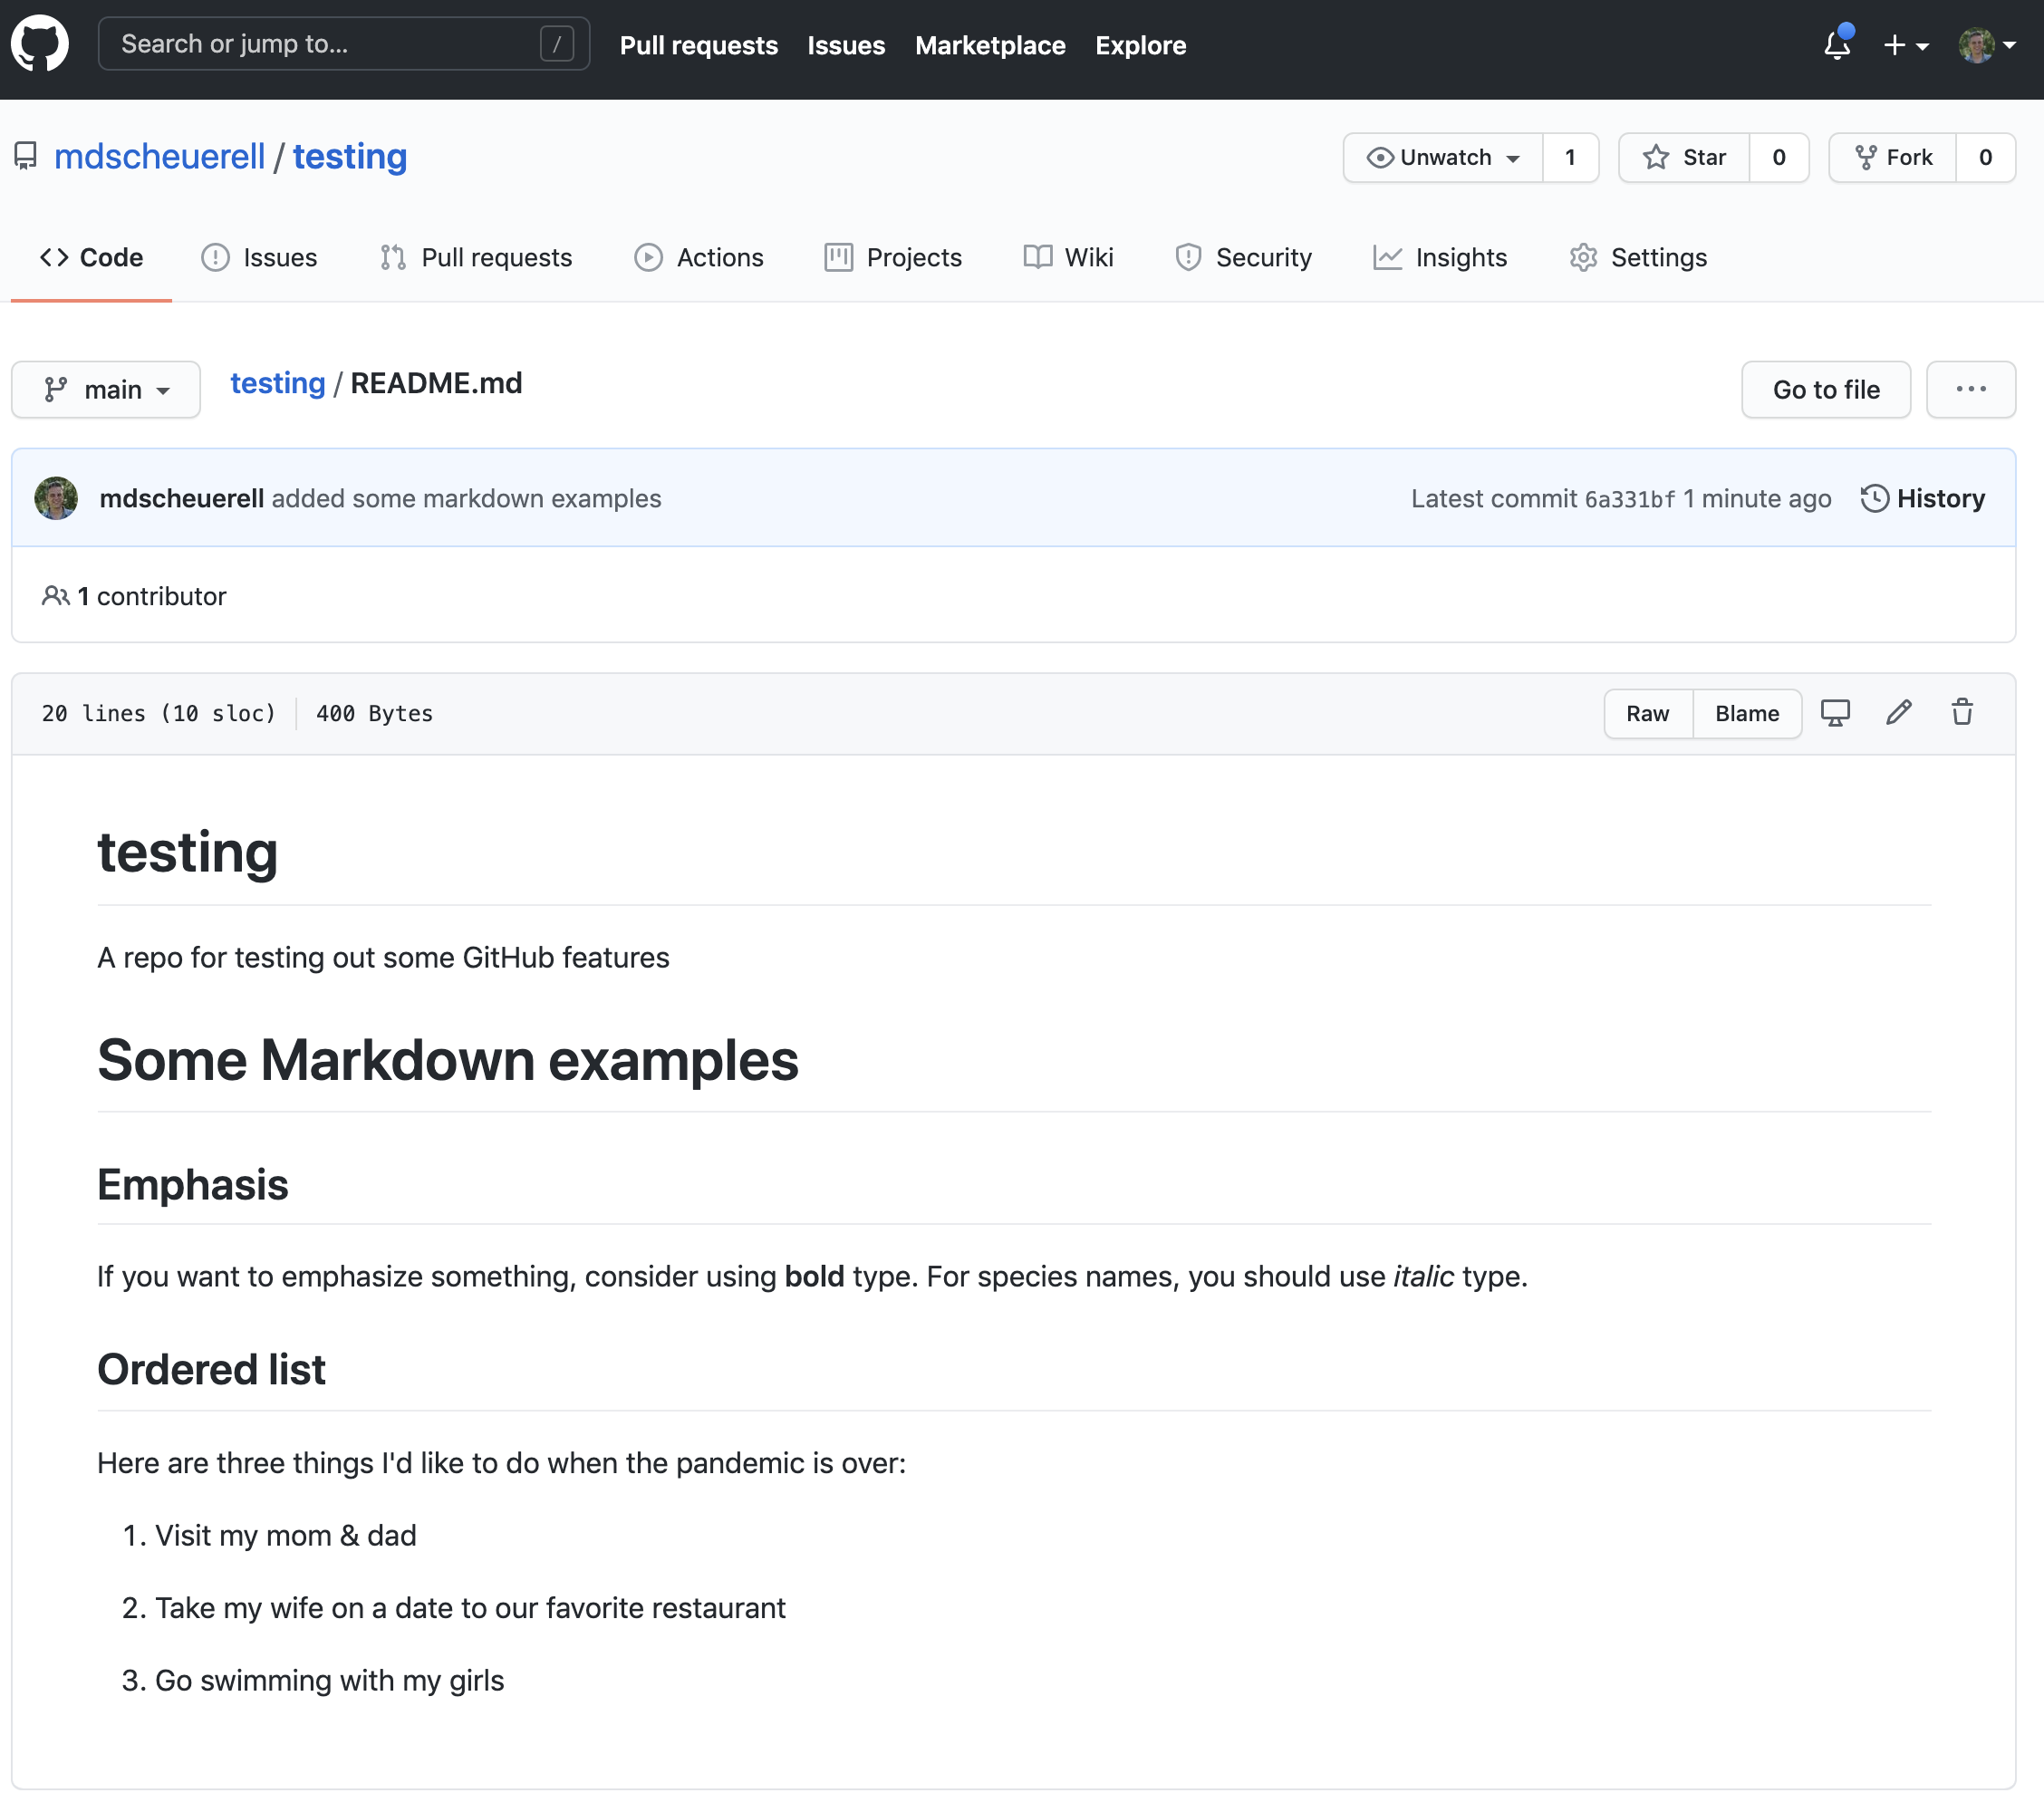 Search or jump to... /
Pull requests Issues Marketplace Explore
mdscheuerell / testing
Unwatch 1 Star 0 Fork 0
Code Issues Pull requests Actions Projects Wiki Security Insights Settings
main testing / README.md Go to file ...
mdscheuerell added some markdown examples Latest commit 6a331bf 1 minute ago History
1 contributor
20 lines (10 sloc) 400 Bytes Raw Blame
testing
A repo for testing out some GitHub features
Some Markdown examples
Emphasis
If you want to emphasize something, consider using bold type. For species names, you should use italic type.
Ordered list
Here are three things I'd like to do when the pandemic is over:
1. Visit my mom & dad
2. Take my wife on a date to our favorite restaurant
3. Go swimming with my girls